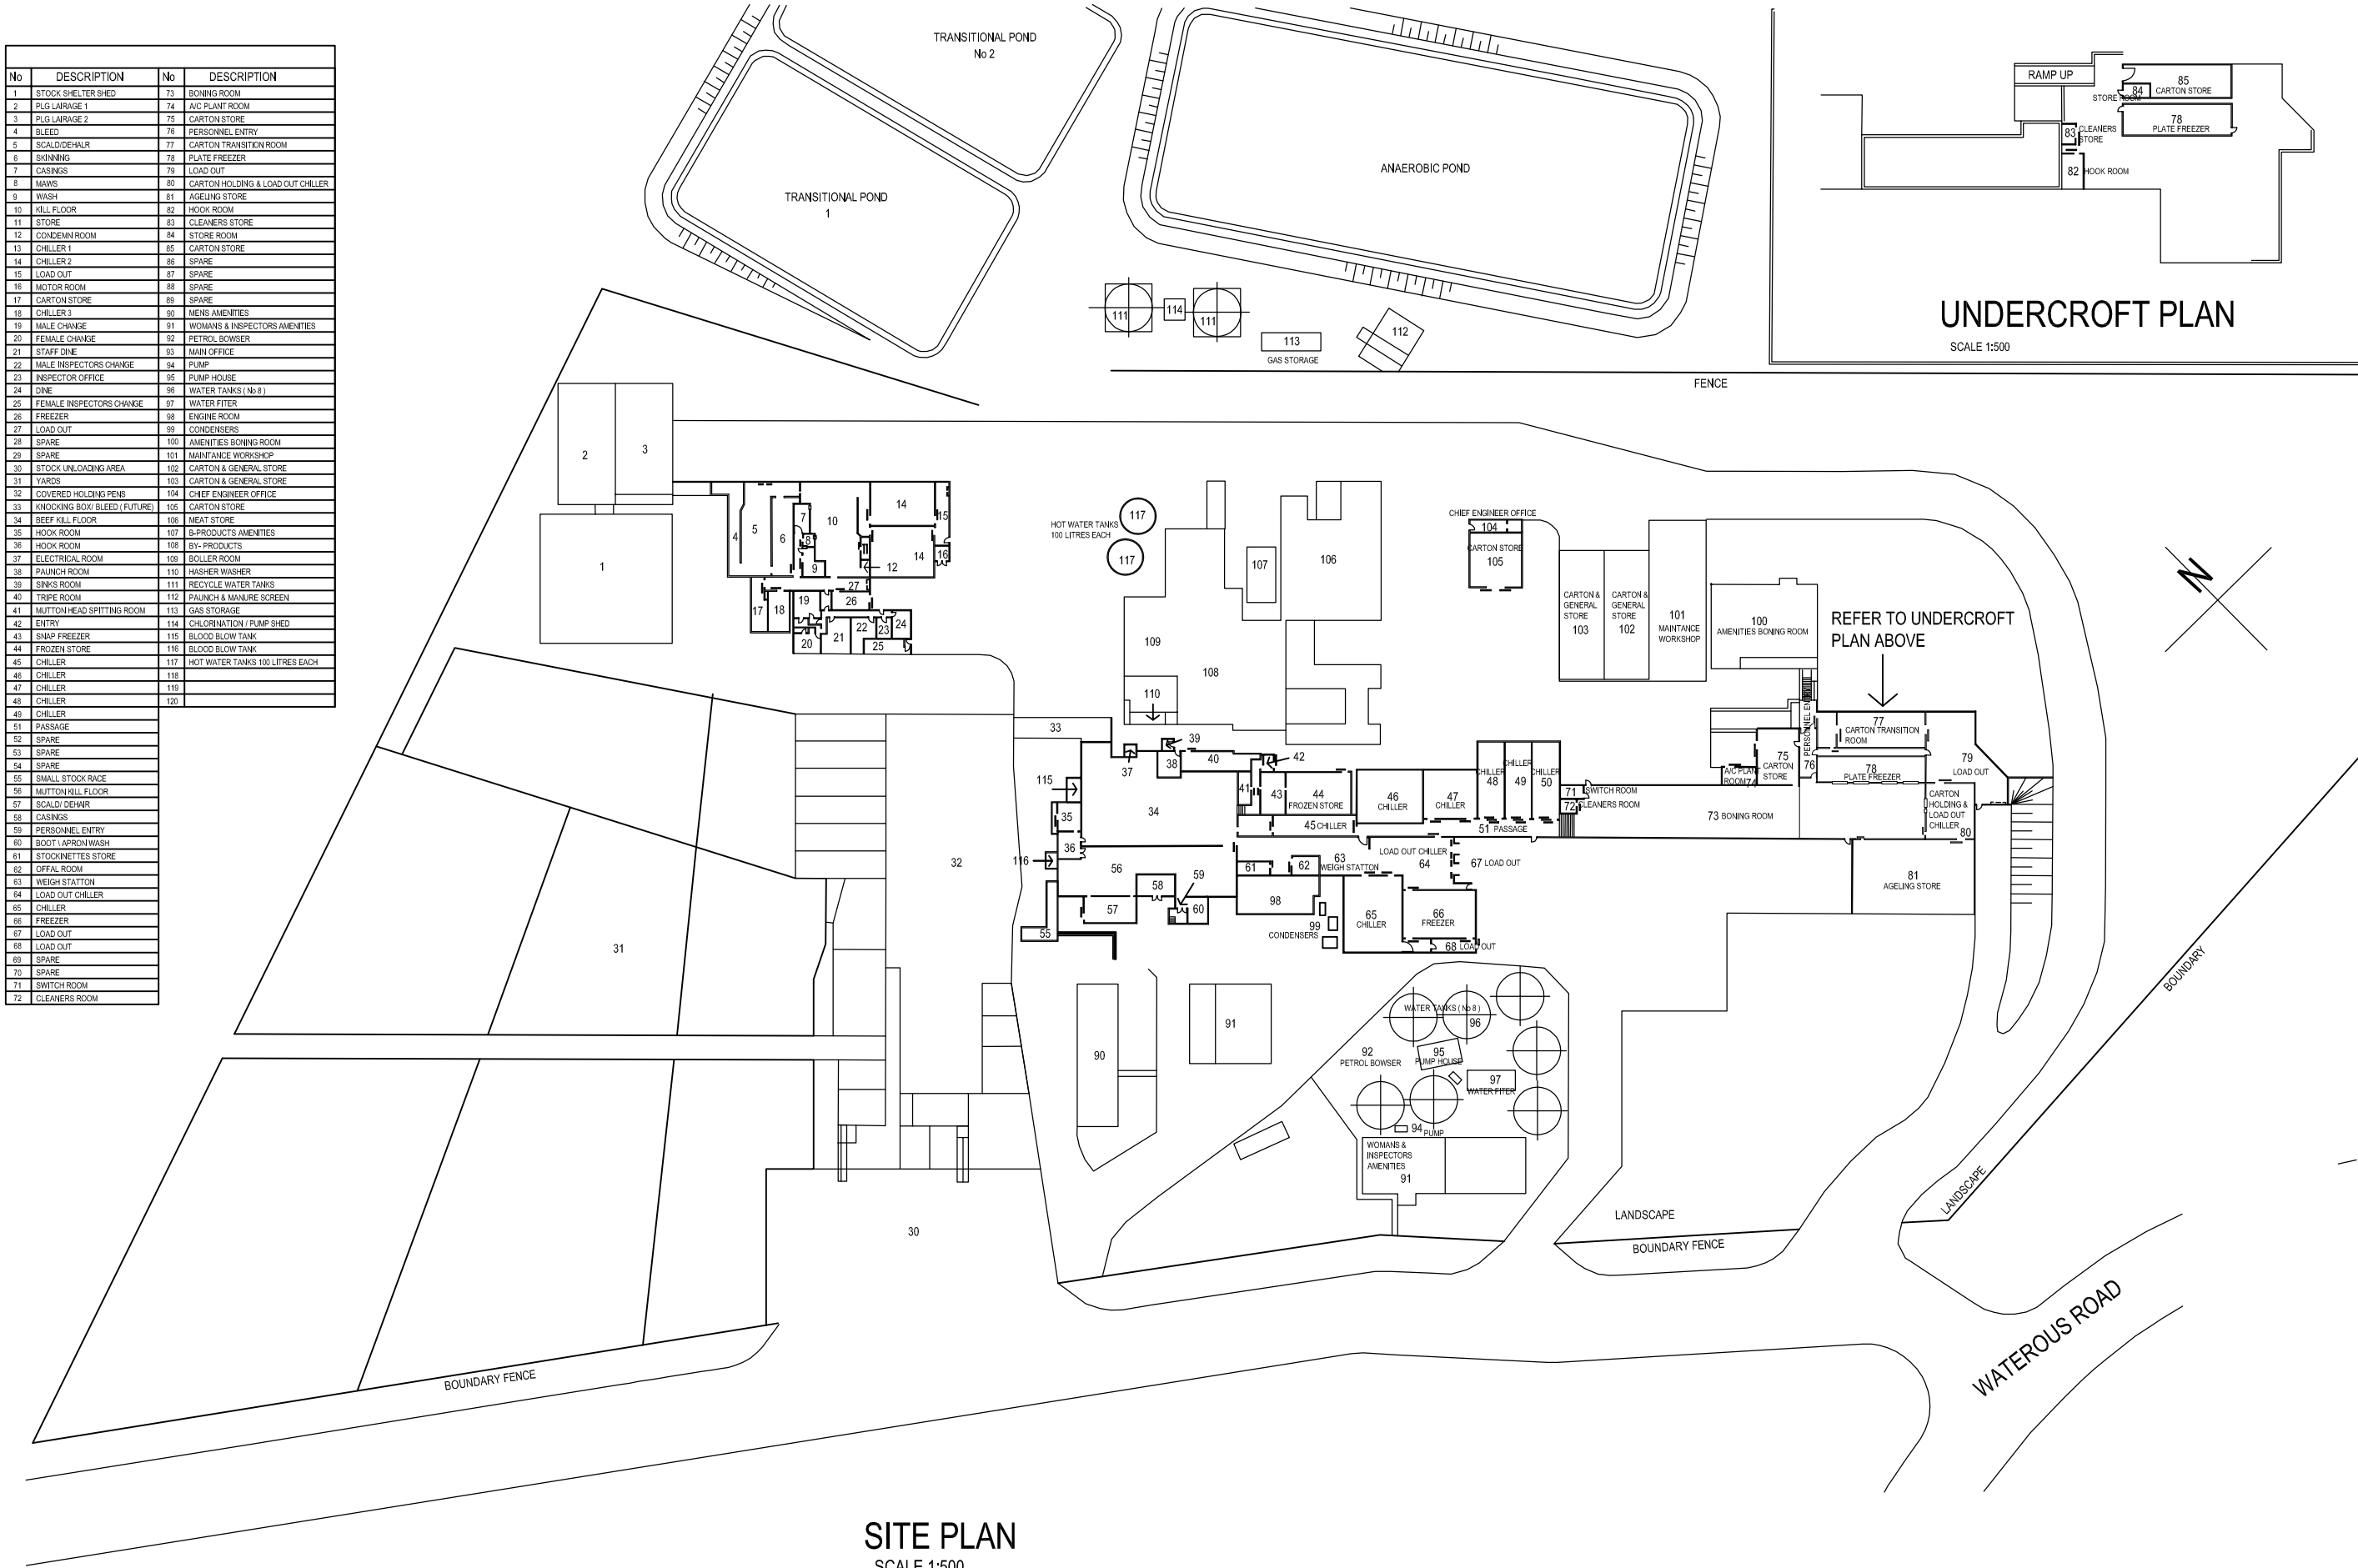 No DESCRIPTION No DESCRIPTION
1 STOCK SHELTER SHED 73 BONING ROOM
2 PLG LAIRAGE 1 74 A/C PLANT ROOM
3 PLG LAIRAGE 2 75 CARTON STORE
4 BLEED 76 PERSONNEL ENTRY
5 SCALD/DEHALR 77 CARTON TRANSITION ROOM
6 SKINNING 78 PLATE FREEZER
7 CASINGS 79 LOAD OUT
8 MAWS 80 CARTON HOLDING & LOAD OUT CHILLER
9 WASH 81 AGELING STORE
10 KILL FLOOR 82 HOOK ROOM
11 STORE 83 CLEANERS STORE
12 CONDEMN ROOM 84 STORE ROOM
13 CHILLER 1 85 CARTON STORE
14 CHILLER 2 86 SPARE
15 LOAD OUT 87 SPARE
16 MOTOR ROOM 88 SPARE
17 CARTON STORE 89 SPARE
18 CHILLER 3 90 MENS AMENITIES
19 MALE CHANGE 91 WOMANS & INSPECTORS AMENITIES
20 FEMALE CHANGE 92 PETROL BOWSER
21 STAFF DINE 93 MAIN OFFICE
22 MALE INSPECTORS CHANGE 94 PUMP
23 INSPECTOR OFFICE 95 PUMP HOUSE
24 DINE 96 WATER TANKS ( No 8 )
25 FEMALE INSPECTORS CHANGE 97 WATER FITER
26 FREEZER 98 ENGINE ROOM
27 LOAD OUT 99 CONDENSERS
28 SPARE 100 AMENITIES BONING ROOM
29 SPARE 101 MAINTANCE WORKSHOP
30 STOCK UNLOADING AREA 102 CARTON & GENERAL STORE
31 YARDS 103 CARTON & GENERAL STORE
32 COVERED HOLDING PENS 104 CHIEF ENGINEER OFFICE
33 KNOCKING BOX/ BLEED ( FUTURE) 105 CARTON STORE
34 BEEF KILL FLOOR 106 MEAT STORE
35 HOOK ROOM 107 B-PRODUCTS AMENITIES
36 HOOK ROOM 108 BY- PRODUCTS
37 ELECTRICAL ROOM 109 BOLLER ROOM
38 PAUNCH ROOM 110 HASHER WASHER
39 SINKS ROOM 111 RECYCLE WATER TANKS
40 TRIPE ROOM 112 PAUNCH & MANURE SCREEN
41 MUTTON HEAD SPITTING ROOM 113 GAS STORAGE
42 ENTRY 114 CHLORINATION / PUMP SHED
43 SNAP FREEZER 115 BLOOD BLOW TANK
44 FROZEN STORE 116 BLOOD BLOW TANK
45 CHILLER 117 HOT WATER TANKS 100 LITRES EACH
46 CHILLER 118
47 CHILLER 119
48 CHILLER 120
49 CHILLER
51 PASSAGE
52 SPARE
53 SPARE
54 SPARE
55 SMALL STOCK RACE
56 MUTTON KILL FLOOR
57 SCALD/ DEHAIR
58 CASINGS
59 PERSONNEL ENTRY
60 BOOT \ APRON WASH
61 STOCKINETTES STORE
62 OFFAL ROOM
63 WEIGH STATTON
64 LOAD OUT CHILLER
65 CHILLER
66 FREEZER
67 LOAD OUT
68 LOAD OUT
69 SPARE
70 SPARE
71 SWITCH ROOM
72 CLEANERS ROOM
TRANSITIONAL POND
No 2
TRANSITIONAL POND
1
ANAEROBIC POND
111
114
111
113
GAS STORAGE
112
FENCE
RAMP UP
85
CARTON STORE
84
STORE ROOM
78
PLATE FREEZER
83
CLEANERS
STORE
82 HOOK ROOM
UNDERCROFT PLAN
SCALE 1:500
2
3
1
4
5
6
7
8
9
10
14
15
14
16
12
27
26
17
18
19
20
21
22
23
24
25
HOT WATER TANKS
100 LITRES EACH
117
117
107
106
109
108
110
CHIEF ENGINEER OFFICE
104
CARTON STORE
105
CARTON &
GENERAL
STORE
103
CARTON &
GENERAL
STORE
102
101
MAINTANCE
WORKSHOP
100
AMENITIES BONING ROOM
REFER TO UNDERCROFT
PLAN ABOVE
N
33
37
39
38
40
42
115
35
34
36
116
41
43
44
FROZEN STORE
45 CHILLER
46
CHILLER
47
CHILLER
CHILLER
48
CHILLER
49
CHILLER
50
51 PASSAGE
71 SWITCH ROOM
72 CLEANERS ROOM
73 BONING ROOM
A/C PLANT
ROOM 74
75
CARTON
STORE
PERSONNEL EN
76
77
CARTON TRANSITION
ROOM
78
PLATE FREEZER
79
LOAD OUT
CARTON
HOLDING &
LOAD OUT
CHILLER
80
81
AGELING STORE
32
31
56
58
59
57
60
55
61
62
63
WEIGH STATTON
LOAD OUT CHILLER
64
67 LOAD OUT
98
99
CONDENSERS
65
CHILLER
66
FREEZER
68 LOAD OUT
90
91
WATER TANKS ( No 8 )
96
92
PETROL BOWSER
95
PUMP HOUSE
97
WATER FITER
94
PUMP
WOMANS &
INSPECTORS
AMENITIES
91
30
BOUNDARY
LANDSCAPE
LANDSCAPE
BOUNDARY FENCE
BOUNDARY FENCE
WATEROUS ROAD
SITE PLAN
SCALE 1:500